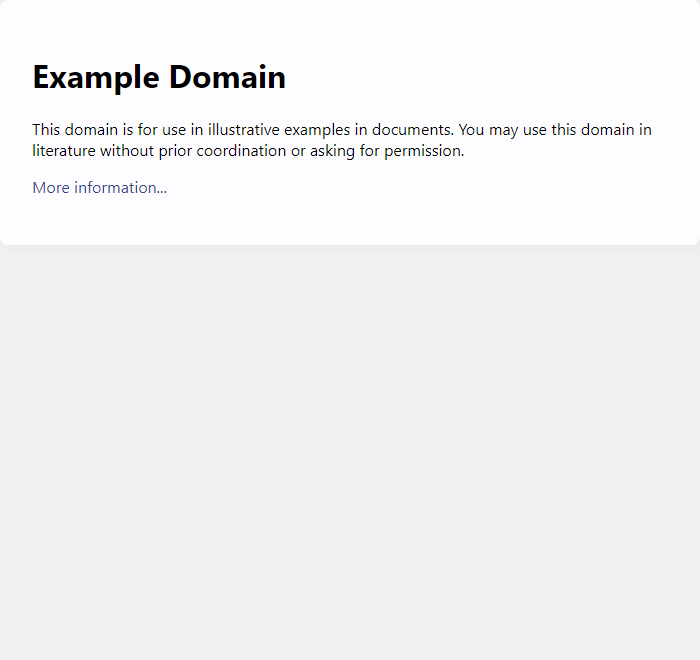 Example Domain
This domain is for use in illustrative examples in documents. You may use this domain in
literature without prior coordination or asking for permission.
More information...